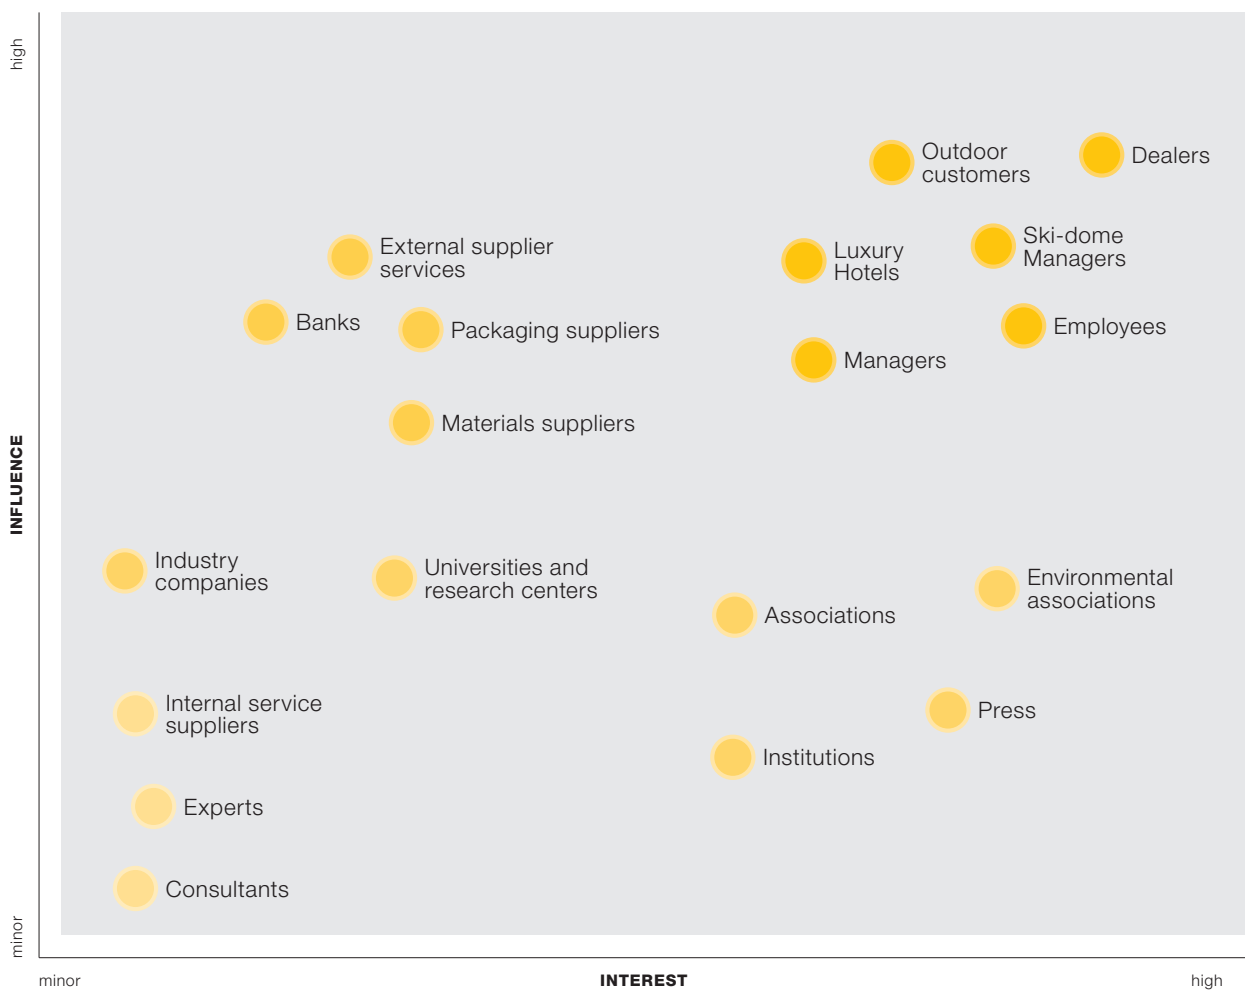 high
Outdoor
customers
Dealers
External supplier
services
Luxury
Hotels
Ski-dome
Managers
Banks
Packaging suppliers
Employees
Managers
Materials suppliers
INFLUENCE
Industry
companies
Universities and
research centers
Environmental
associations
Associations
Internal service
suppliers
Press
Institutions
Experts
Consultants
minor
minor
INTEREST
high